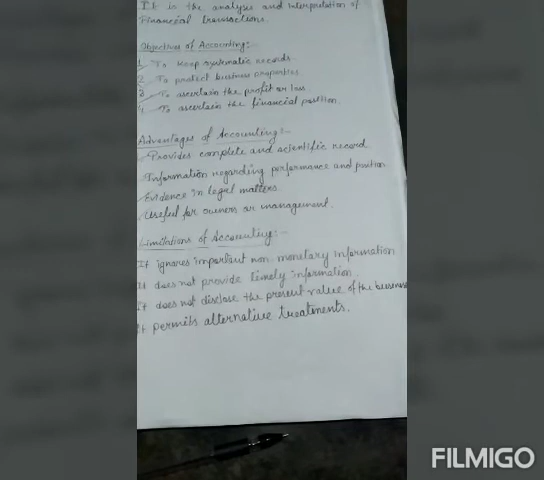 It is the analysis and interpretation of
Financial transactions.
Objectives of Accounting:-
1. To keep systematic records.
2. To protect business properties.
3. To ascertain the profit or loss
4. To ascertain the financial position.
Advantages of Accounting:-
Provides complete and scientific record
Information regarding performance and position
Evidence in legal matters
Useful for owners or management.
Limitations of Accounting:-
It ignores important non-monetary information
It does not provide timely information.
It does not disclose the present value of the business
It permits alternative treatments.
FILMIGO